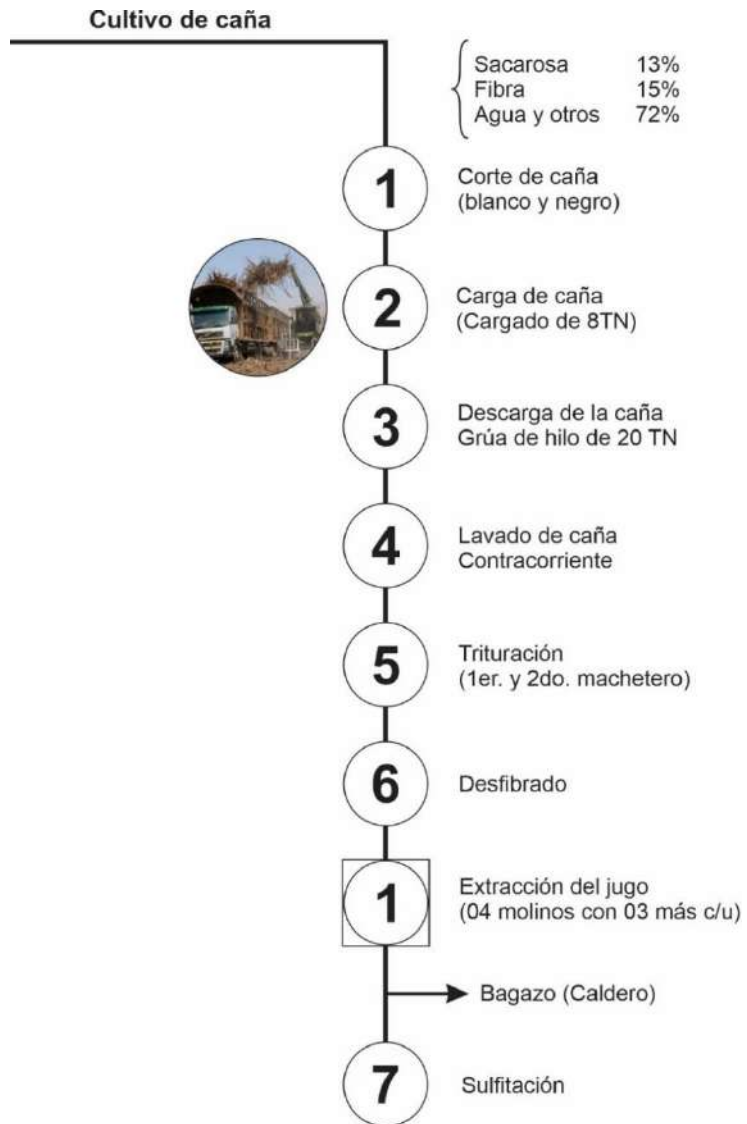 Cultivo de caña
Sacarosa 13%
Fibra 15%
Agua y otros 72%
1
Corte de caña
(blanco y negro)
2
Carga de caña
(Cargado de 8TN)
3
Descarga de la caña
Grúa de hilo de 20 TN
4
Lavado de caña
Contracorriente
5
Trituración
(1er. y 2do. machetero)
6
Desfibrado
1
Extracción del jugo
(04 molinos con 03 más c/u)
Bagazo (Caldero)
7
Sulfitación